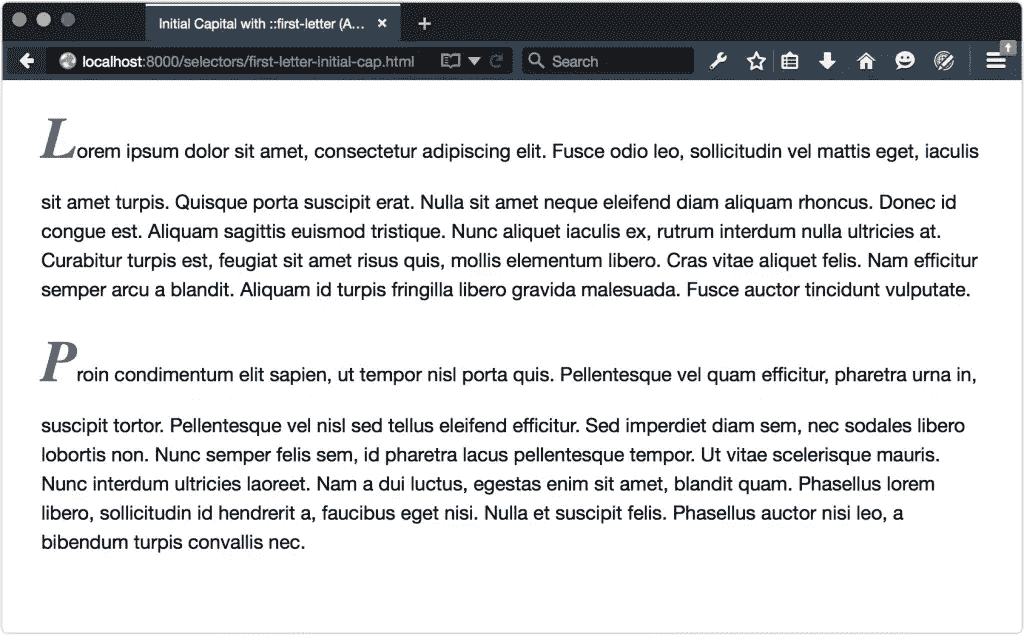 Initial Capital with ::first-letter (A...
localhost:8000/selectors/first-letter-initial-cap.html
Search
Lorem ipsum dolor sit amet, consectetur adipiscing elit. Fusce odio leo, sollicitudin vel mattis eget, iaculis
sit amet turpis. Quisque porta suscipit erat. Nulla sit amet neque eleifend diam aliquam rhoncus. Donec id
congue est. Aliquam sagittis euismod tristique. Nunc aliquet iaculis ex, rutrum interdum nulla ultricies at.
Curabitur turpis est, feugiat sit amet risus quis, mollis elementum libero. Cras vitae aliquet felis. Nam efficitur
semper arcu a blandit. Aliquam id turpis fringilla libero gravida malesuada. Fusce auctor tincidunt vulputate.
Proin condimentum elit sapien, ut tempor nisl porta quis. Pellentesque vel quam efficitur, pharetra urna in,
suscipit tortor. Pellentesque vel nisl sed tellus eleifend efficitur. Sed imperdiet diam sem, nec sodales libero
lobortis non. Nunc semper felis sem, id pharetra lacus pellentesque tempor. Ut vitae scelerisque mauris.
Nunc interdum ultricies laoreet. Nam a dui luctus, egestas enim sit amet, blandit quam. Phasellus lorem
libero, sollicitudin id hendrerit a, faucibus eget nisi. Nulla et suscipit felis. Phasellus auctor nisi leo, a
bibendum turpis convallis nec.